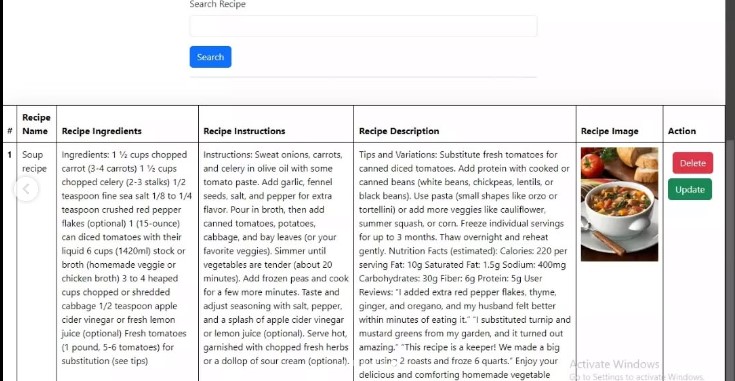 Search Recipe
Search
#
Recipe
Name
Recipe Ingredients
Recipe Instructions
Recipe Description
Recipe Image
Action
1
Soup
recipe
Ingredients: 1 ½ cups chopped
carrot (3-4 carrots) 1 ½ cups
chopped celery (2-3 stalks) 1/2
teaspoon fine sea salt 1/8 to 1/4
teaspoon crushed red pepper
flakes (optional) 1 (15-ounce)
can diced tomatoes with their
liquid 6 cups (1420ml) stock or
broth (homemade veggie or
chicken broth) 3 to 4 heaped
cups chopped or shredded
cabbage 1/2 teaspoon apple
cider vinegar or fresh lemon
juice (optional) Fresh tomatoes
(1 pound, 5-6 tomatoes) for
substitution (see tips)
Instructions: Sweat onions, carrots,
and celery in olive oil with some
tomato paste. Add garlic, fennel
seeds, salt, and pepper for extra
flavor. Pour in broth, then add
canned tomatoes, potatoes,
cabbage, and bay leaves (or your
favorite veggies). Simmer until
vegetables are tender (about 20
minutes). Add frozen peas and cook
for a few more minutes. Taste and
adjust seasoning with salt, pepper,
and a splash of apple cider vinegar
or lemon juice (optional). Serve hot,
garnished with chopped fresh herbs
or a dollop of sour cream (optional).
Tips and Variations: Substitute fresh tomatoes for
canned diced tomatoes. Add protein with cooked or
canned beans (white beans, chickpeas, lentils, or
black beans). Use pasta (small shapes like orzo or
tortellini) or add more veggies like cauliflower,
summer squash, or corn. Freeze individual servings
for up to 3 months. Thaw overnight and reheat
gently. Nutrition Facts (estimated): Calories: 220 per
serving Fat: 10g Saturated Fat: 1.5g Sodium: 400mg
Carbohydrates: 30g Fiber: 6g Protein: 5g User
Reviews: "I added extra red pepper flakes, thyme,
ginger, and oregano, and my husband felt better
within minutes of eating it." "I substituted turnip and
mustard greens from my garden, and it turned out
amazing." "This recipe is a keeper! We made a big
pot using 2 roasts and froze 6 quarts." Enjoy your
delicious and comforting homemade vegetable
Delete
Update
Activate Windows
Go to Settings to activate Windows.